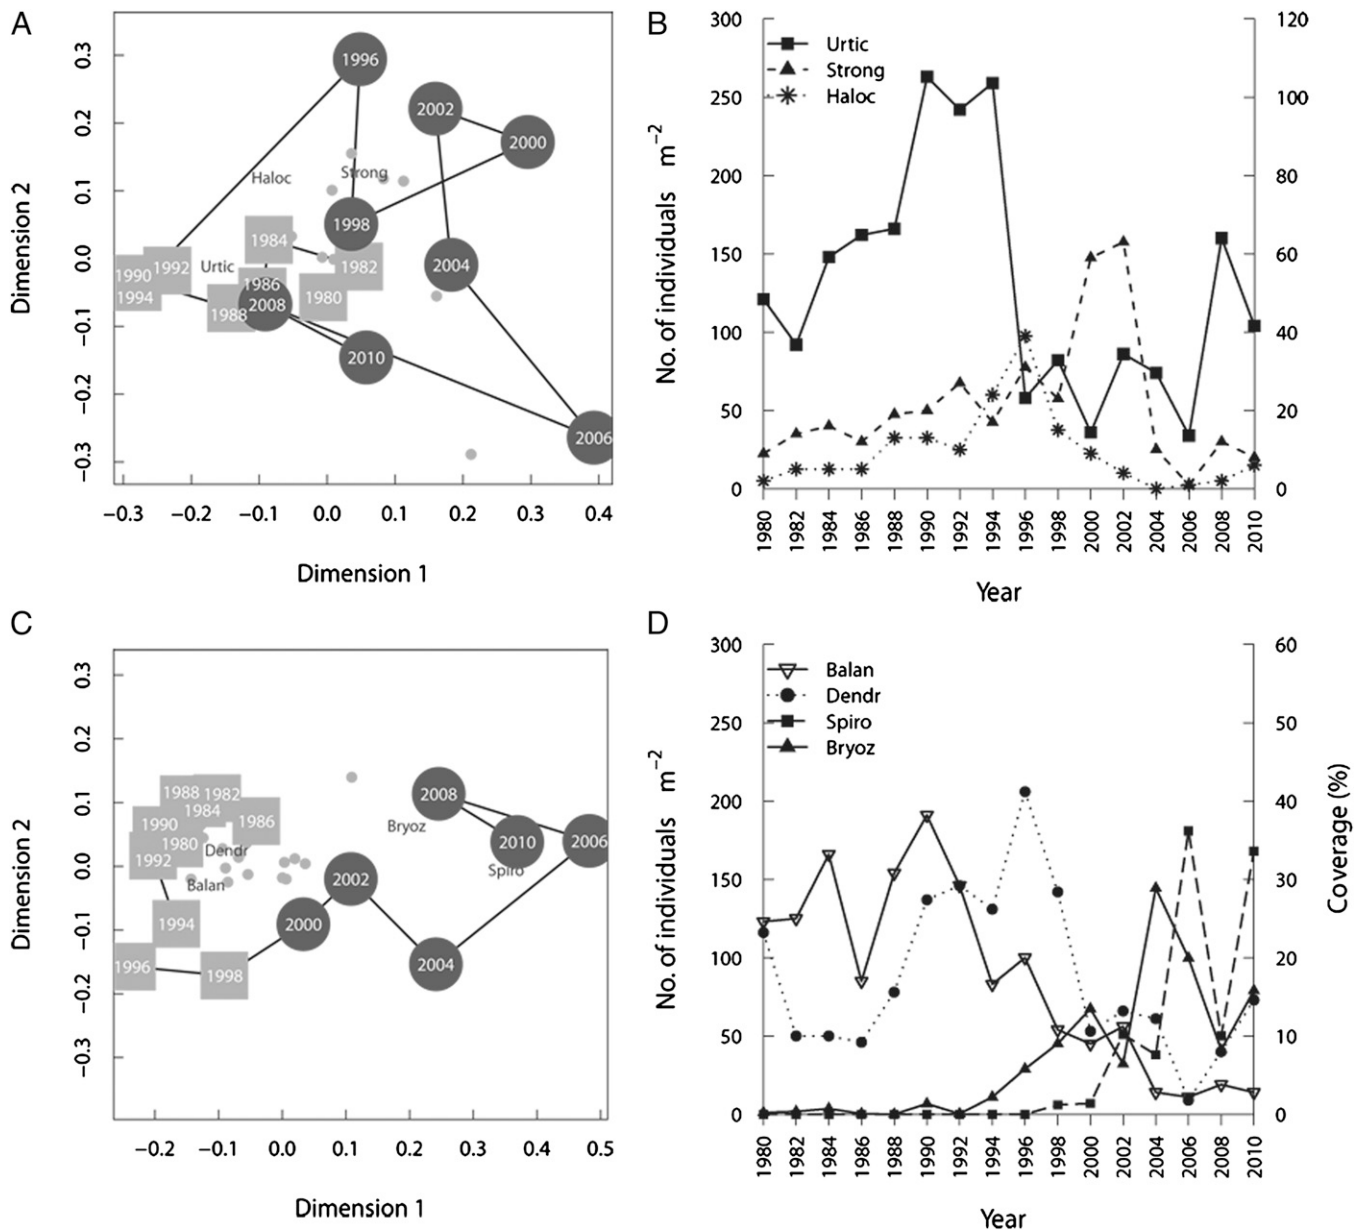 A
Dimension 2
0.3
0.2
0.1
0.0
−0.1
−0.2
−0.3
1996
2002
2000
Haloc
Strong
1998
1984
Urtic
1982
2004
1990
1992
1994
1986
1980
1988
2008
2010
2006
−0.3 −0.2 −0.1 0.0 0.1 0.2 0.3 0.4
Dimension 1
B
No. of individuals m−2
300
250
200
150
100
50
0
Urtic
Strong
Haloc
120
100
80
60
40
20
0
1980 1982 1984 1986 1988 1990 1992 1994 1996 1998 2000 2002 2004 2006 2008 2010
Year
C
Dimension 2
0.3
0.2
0.1
0.0
−0.1
−0.2
−0.3
1988
1982
1984
1990
1986
1980
1992
Dendr
Balan
2008
Bryoz
2010
2006
Spiro
2002
1994
2000
2004
1996
1998
−0.2 −0.1 0.0 0.1 0.2 0.3 0.4 0.5
Dimension 1
D
No. of individuals m−2
300
250
200
150
100
50
0
Balan
Dendr
Spiro
Bryoz
60
50
40
30
20
10
0
Coverage (%)
1980 1982 1984 1986 1988 1990 1992 1994 1996 1998 2000 2002 2004 2006 2008 2010
Year